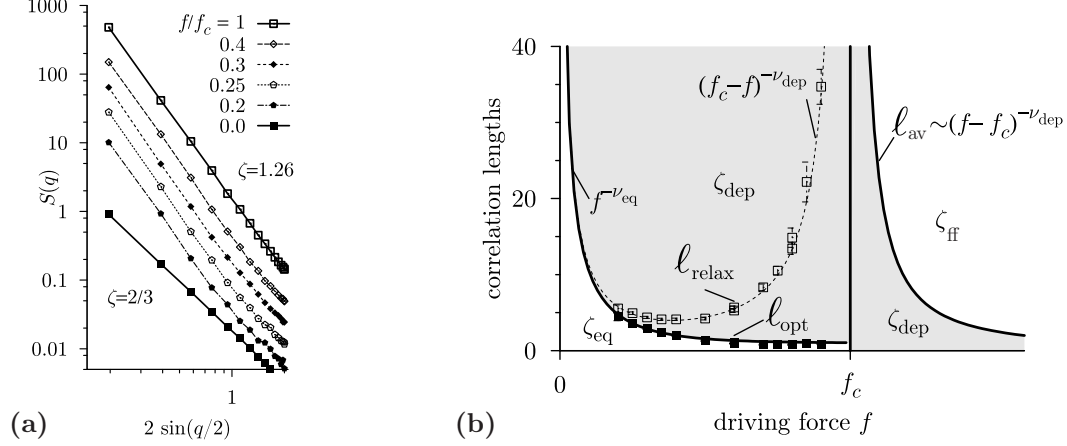 1000
100
10
1
0.1
0.01
S(q)
f/f_c = 1
0.4
0.3
0.25
0.2
0.0
ζ=1.26
ζ=2/3
1
2 sin(q/2)
(a)
40
20
0
correlation lengths
(f_c−f)^{−ν_dep}
ℓ_av∼(f−f_c)^{−ν_dep}
ζ_dep
f^{−ν_eq}
ζ_ff
ℓ_relax
ζ_eq
ℓ_opt
ζ_dep
0
f_c
driving force f
(b)